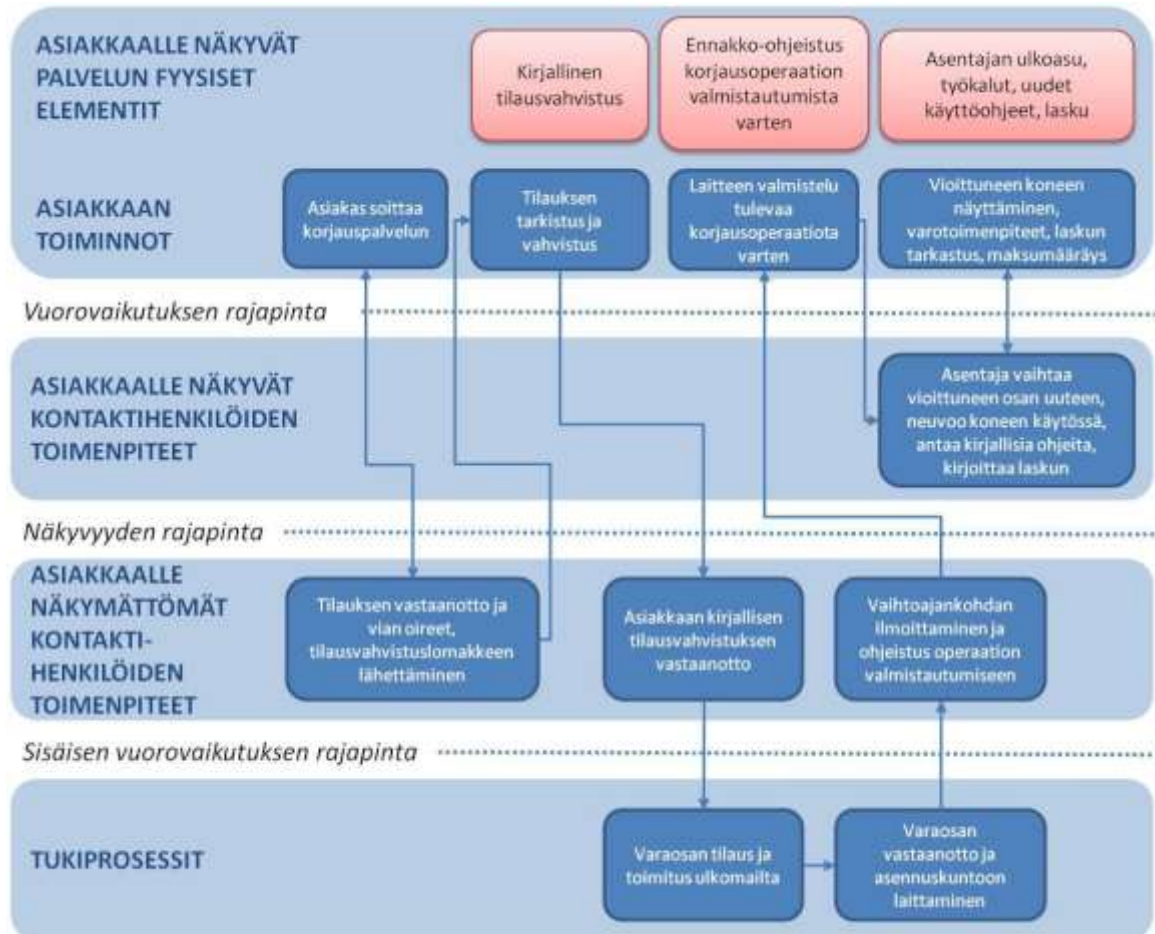 ASIAKKAALLE NÄKYVÄT
PALVELUN FYYSISET
ELEMENTIT
Kirjallinen
tilausvahvistus
Ennakko-ohjeistus
korjausoperaation
valmistautumista
varten
Asentajan ulkoasu,
työkalut, uudet
käyttöohjeet, lasku
ASIAKKAAN
TOIMINNOT
Asiakas soittaa
korjauspalvelun
Tilauksen
tarkistus ja
vahvistus
Laitteen valmistelu
tulevaa
korjausoperaatiota
varten
Vioittuneen koneen
näyttäminen,
varotoimenpiteet, laskun
tarkastus, maksumääräys
Vuorovaikutuksen rajapinta
ASIAKKAALLE NÄKYVÄT
KONTAKTIHENKILÖIDEN
TOIMENPITEET
Asentaja vaihtaa
vioittuneen osan uuteen,
neuvoo koneen käytössä,
antaa kirjallisia ohjeita,
kirjoittaa laskun
Näkyvyyden rajapinta
ASIAKKAALLE
NÄKYMÄTTÖMÄT
KONTAKTI-
HENKILÖIDEN
TOIMENPITEET
Tilauksen vastaanotto ja
vian oireet,
tilausvahvistuslomakkeen
lähettäminen
Asiakkaan kirjallisen
tilausvahvistuksen
vastaanotto
Vaihtoajankohdan
ilmoittaminen ja
ohjeistus operaation
valmistautumiseen
Sisäisen vuorovaikutuksen rajapinta
TUKIPROSESSIT
Varaosan tilaus ja
toimitus ulkomailta
Varaosan
vastaanotto ja
asennuskuntoon
laittaminen